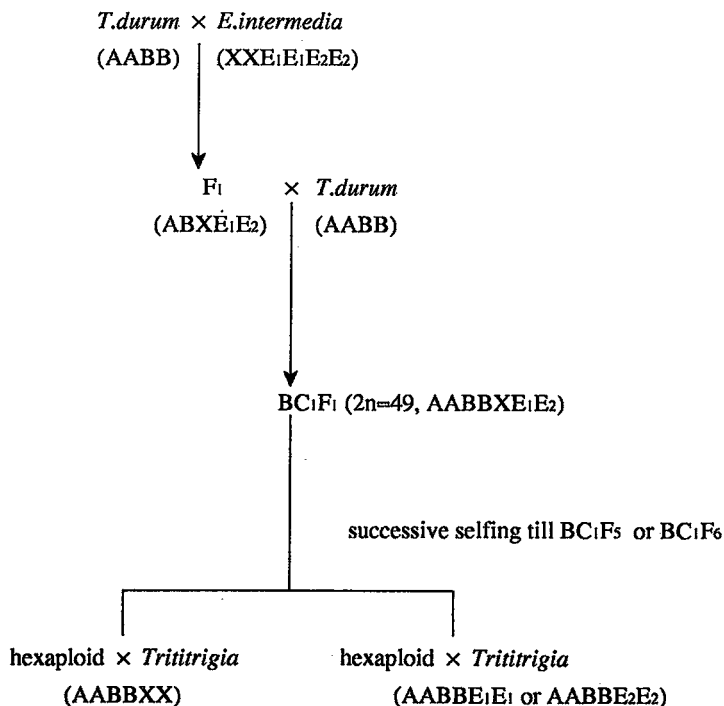 T.durum × E.intermedia
(AABB) (XXE₁E₁E₂E₂)
F₁ × T.durum
(ABXE₁E₂) (AABB)
BC₁F₁ (2n=49, AABBXE₁E₂)
successive selfing till BC₁F₅ or BC₁F₆
hexaploid × Trititrigia hexaploid × Trititrigia
(AABBXX) (AABBE₁E₁ or AABBE₂E₂)